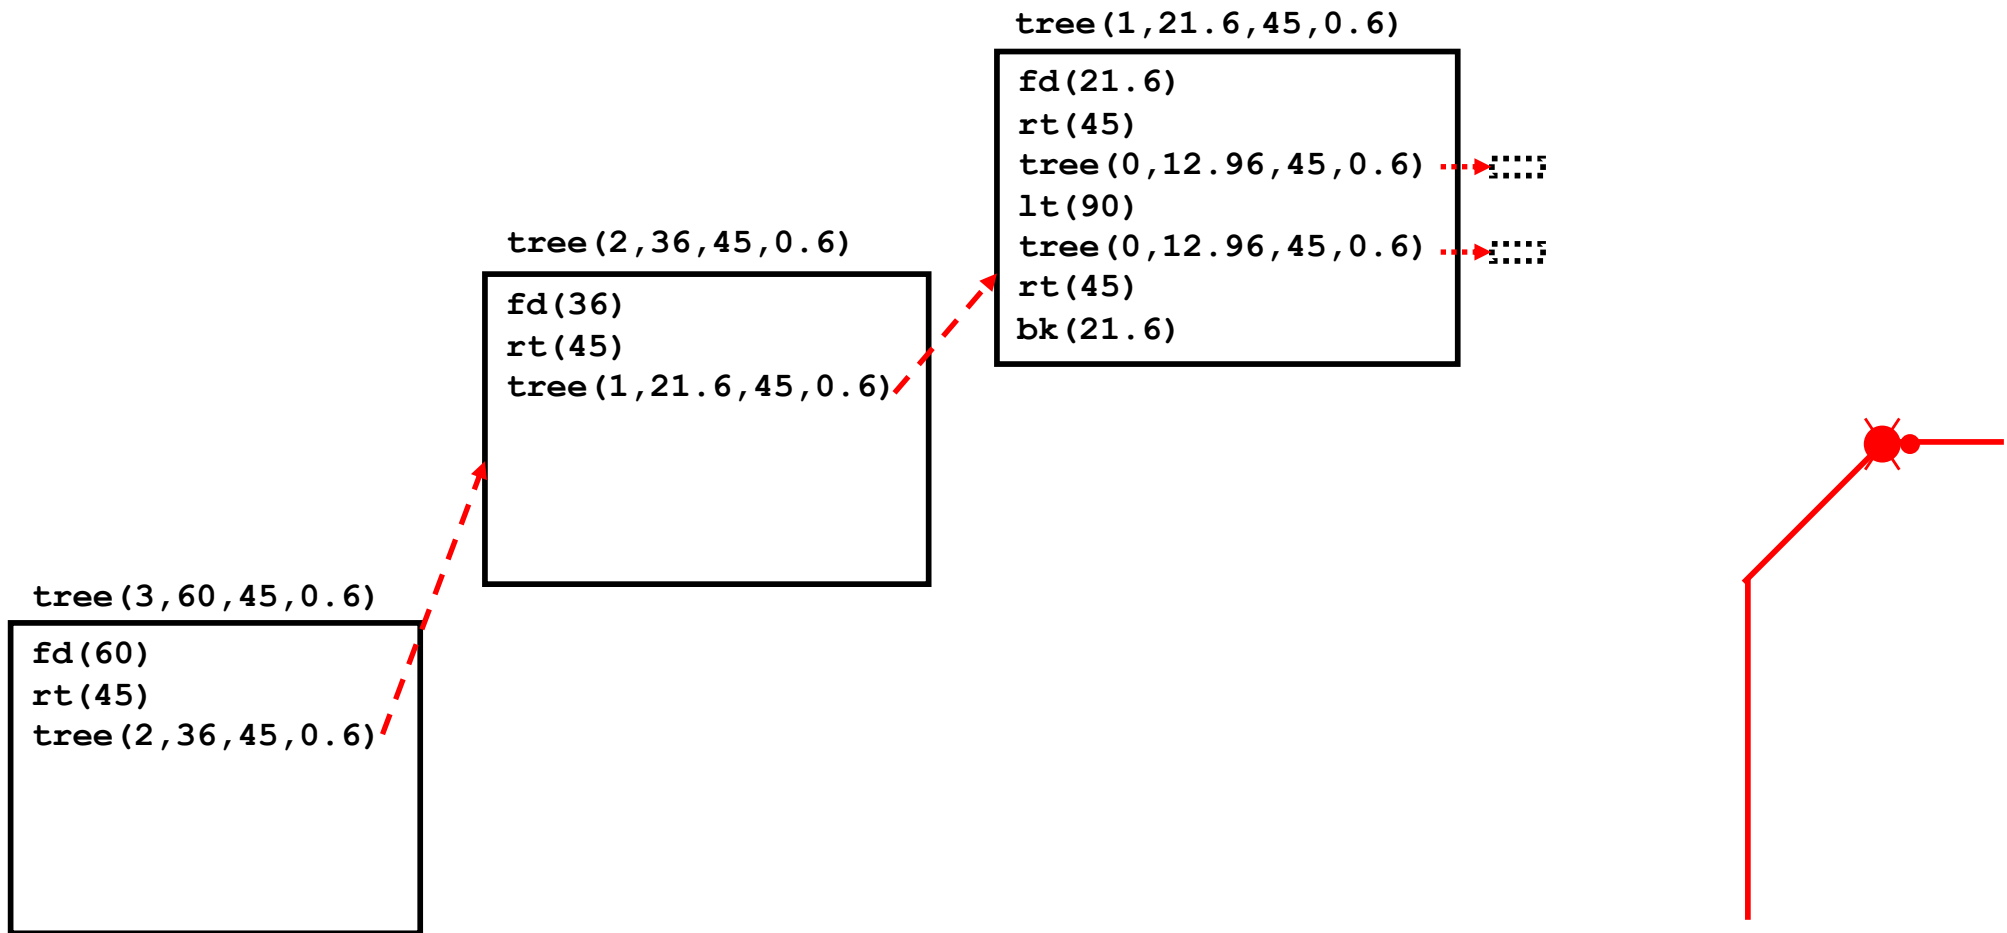 tree(1,21.6,45,0.6)
fd(21.6)
rt(45)
tree(0,12.96,45,0.6)
lt(90)
tree(0,12.96,45,0.6)
rt(45)
bk(21.6)
tree(2,36,45,0.6)
fd(36)
rt(45)
tree(1,21.6,45,0.6)
tree(3,60,45,0.6)
fd(60)
rt(45)
tree(2,36,45,0.6)